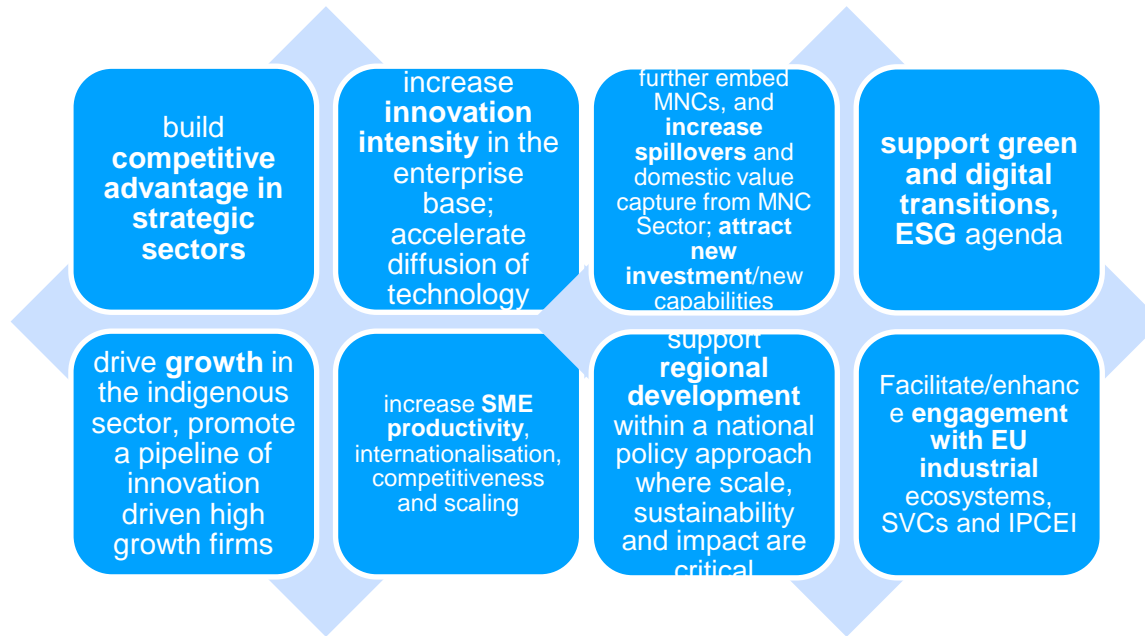 build
competitive
advantage in
strategic
sectors
increase
innovation
intensity in the
enterprise
base;
accelerate
diffusion of
technology
further embed
MNCs, and
increase
spillovers and
domestic value
capture from MNC
Sector; attract
new
investment/new
capabilities
support green
and digital
transitions,
ESG agenda
drive growth in
the indigenous
sector, promote
a pipeline of
innovation
driven high
growth firms
increase SME
productivity,
internationalisation,
competitiveness
and scaling
support
regional
development
within a national
policy approach
where scale,
sustainability
and impact are
critical
Facilitate/enhanc
e engagement
with EU
industrial
ecosystems,
SVCs and IPCEI